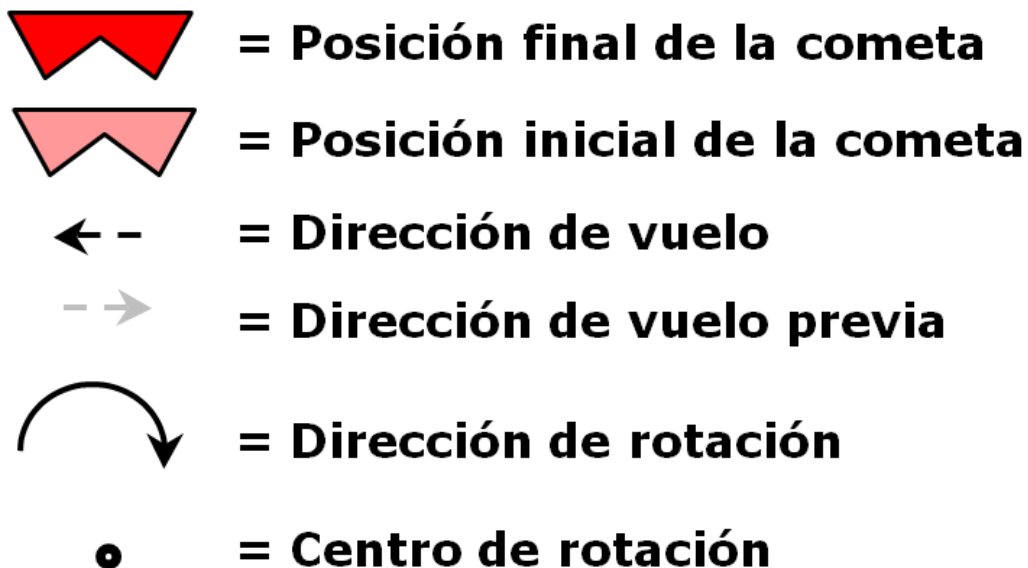 = Posición final de la cometa
= Posición inicial de la cometa
= Dirección de vuelo
= Dirección de vuelo previa
= Dirección de rotación
= Centro de rotación